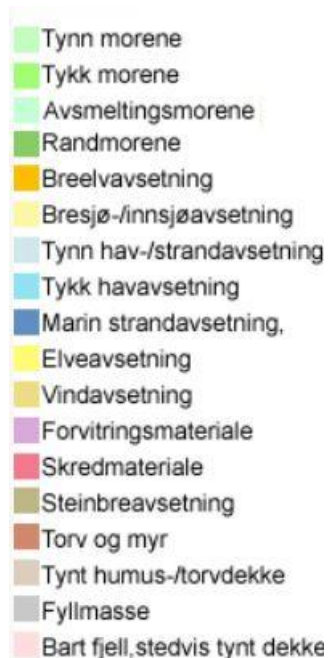 Tynn morene
Tykk morene
Avsmeltingsmorene
Randmorene
Breelvavsetning
Bresjø-/innsjøavsetning
Tynn hav-/strandavsetning
Tykk havavsetning
Marin strandavsetning,
Elveavsetning
Vindavsetning
Forvitringsmateriale
Skredmateriale
Steinbreavsetning
Torv og myr
Tynt humus-/torvdekke
Fyllmasse
Bart fjell,stedvis tynt dekke